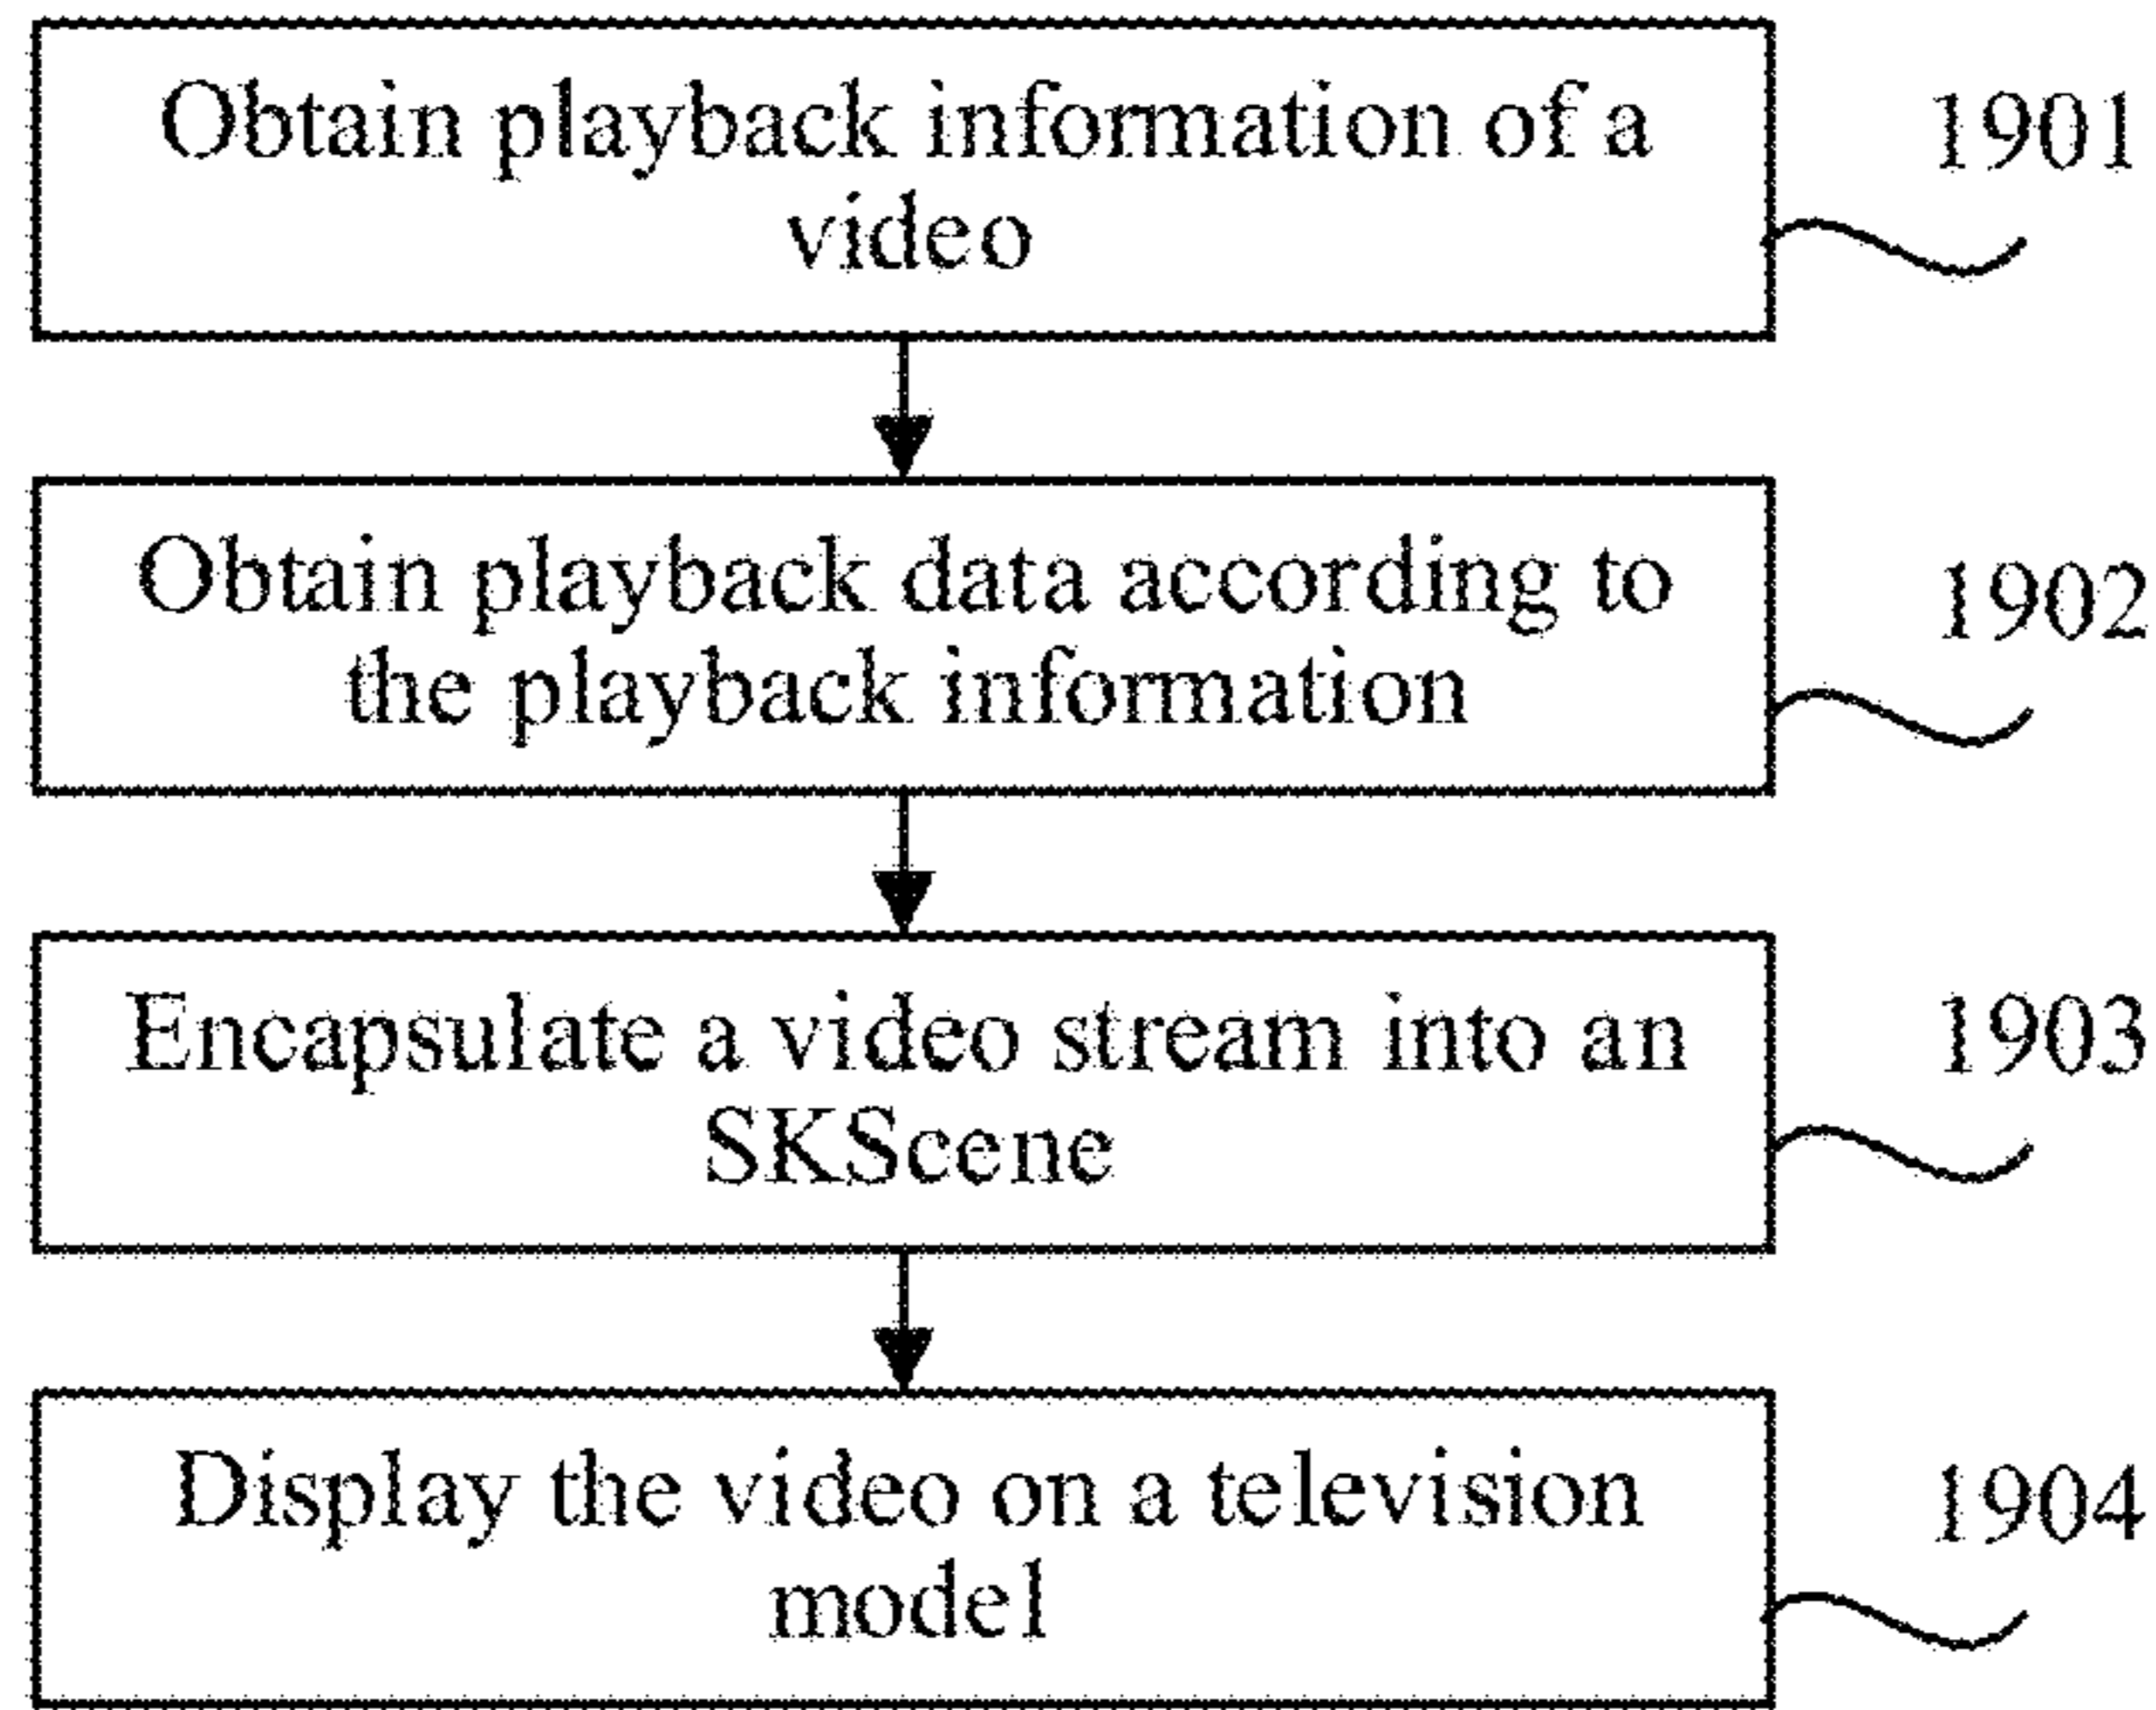 Obtain playback information of a
video
1901
Obtain playback data according to
the playback information
1902
Encapsulate a video stream into an
SKScene
1903
Display the video on a television
model
1904